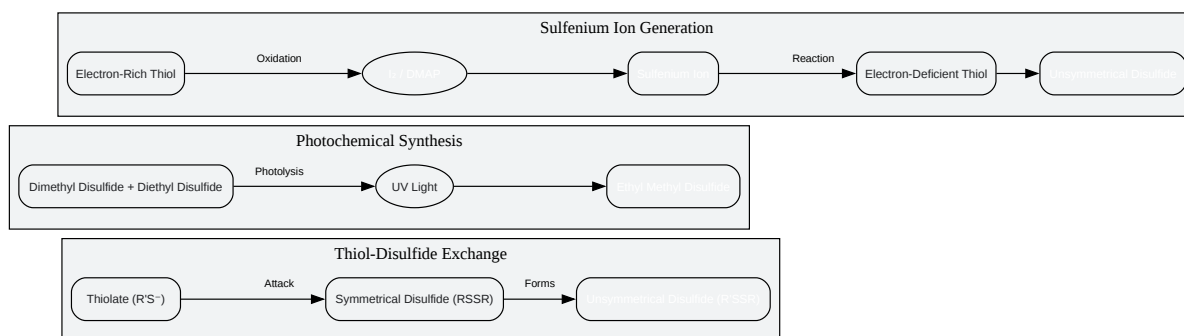 Sulfenium Ion Generation
Electron-Rich Thiol
Oxidation
I₂ / DMAP
Sulfenium Ion
Reaction
Electron-Deficient Thiol
Unsymmetrical Disulfide
Photochemical Synthesis
Dimethyl Disulfide + Diethyl Disulfide
Photolysis
UV Light
Ethyl Methyl Disulfide
Thiol-Disulfide Exchange
Thiolate (R'S⁻)
Attack
Symmetrical Disulfide (RSSR)
Forms
Unsymmetrical Disulfide (R'SSR)